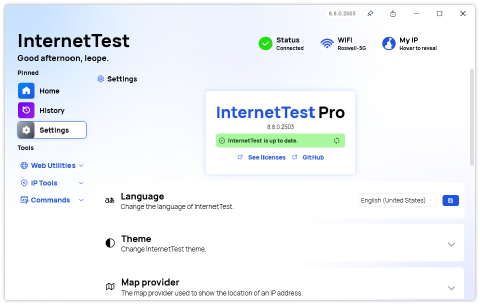 8.8.0.2503
InternetTest
Good afternoon, leope.
Status
Connected
WiFi
Roswell-5G
My IP
Hover to reveal
Pinned
Home
History
Settings
Tools
Web Utilities
IP Tools
Commands
Settings
InternetTest Pro
8.8.0.2503
InternetTest is up to date.
See licenses
GitHub
Language
Change the language of InternetTest.
English (United States)
Theme
Change InternetTest theme.
Map provider
The map provider used to show the location of an IP address.